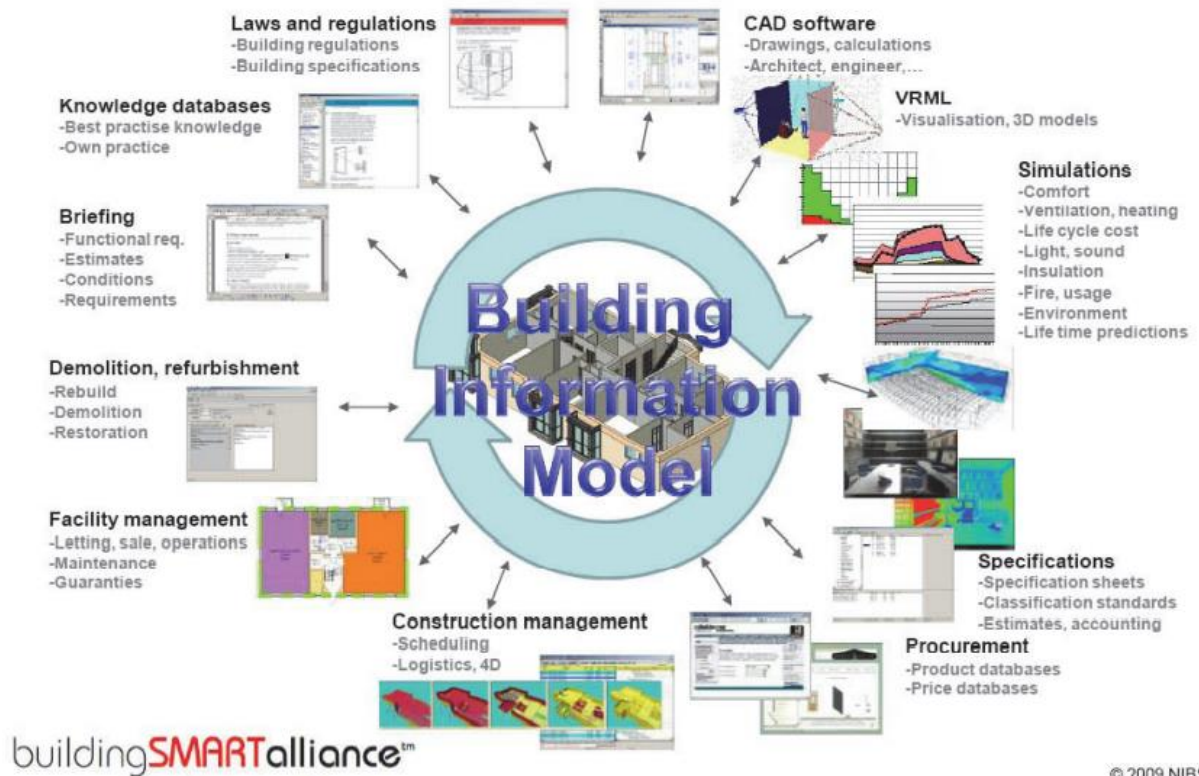 Laws and regulations
-Building regulations
-Building specifications
CAD software
-Drawings, calculations
-Architect, engineer,...
VRML
-Visualisation, 3D models
Knowledge databases
-Best practise knowledge
-Own practice
Simulations
-Comfort
-Ventilation, heating
-Life cycle cost
-Light, sound
-Insulation
-Fire, usage
-Environment
-Life time predictions
Briefing
-Functional req.
-Estimates
-Conditions
-Requirements
Building
Information
Model
Demolition, refurbishment
-Rebuild
-Demolition
-Restoration
Facility management
-Letting, sale, operations
-Maintenance
-Guaranties
Specifications
-Specification sheets
-Classification standards
-Estimates, accounting
Construction management
-Scheduling
-Logistics, 4D
Procurement
-Product databases
-Price databases
buildingSMARTalliance™
© 2009 NIBS